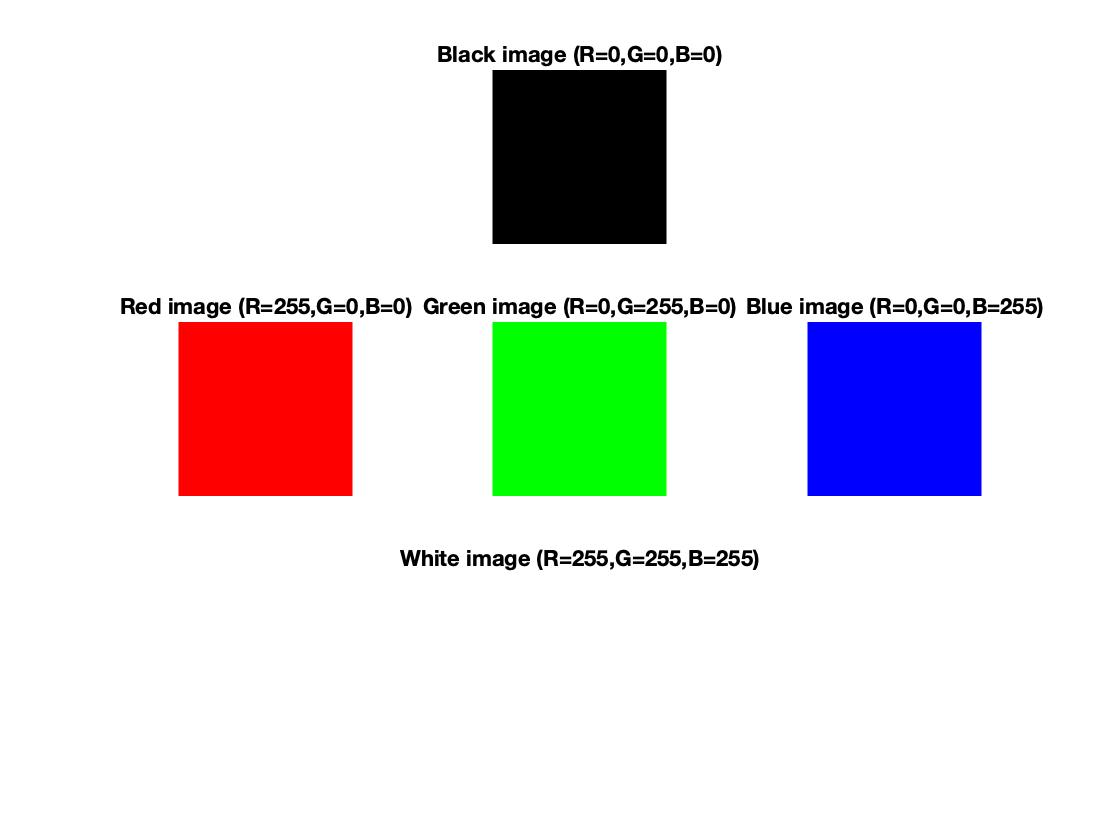 Black image (R=0,G=0,B=0)
Red image (R=255,G=0,B=0)
Green image (R=0,G=255,B=0)
Blue image (R=0,G=0,B=255)
White image (R=255,G=255,B=255)